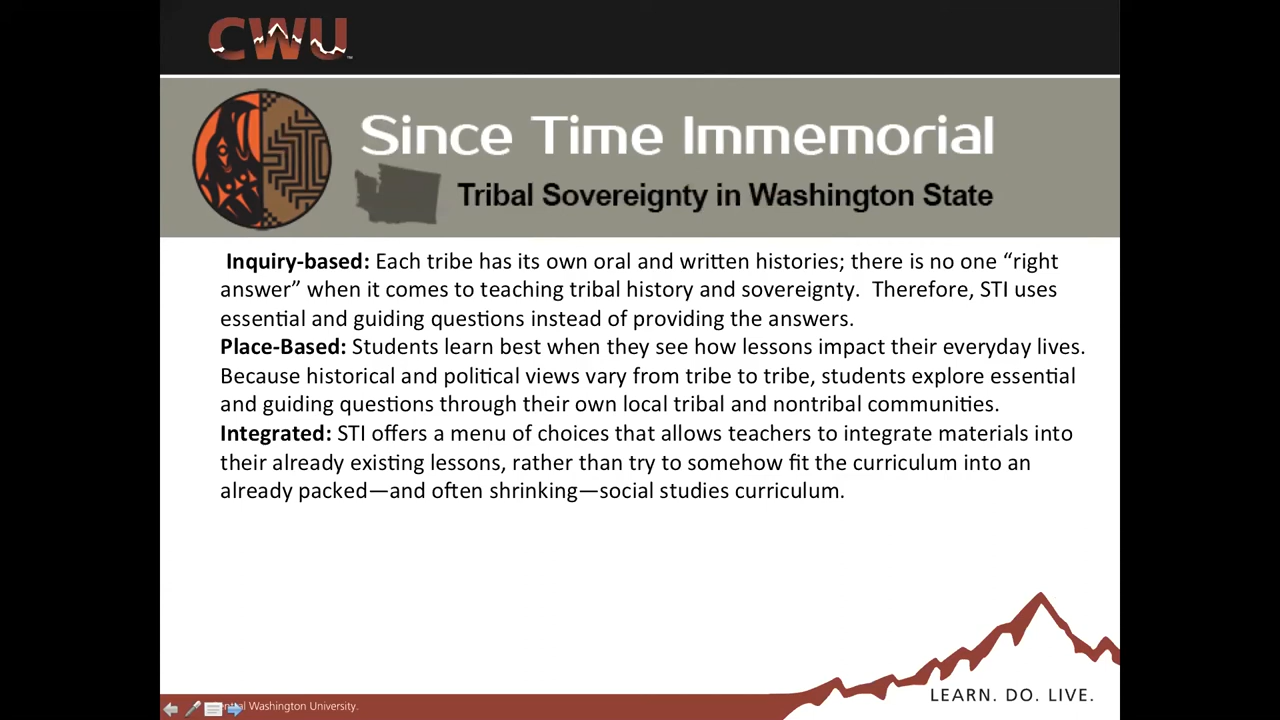 CWU™
Since Time Immemorial
Tribal Sovereignty in Washington State
Inquiry-based: Each tribe has its own oral and written histories; there is no one “right
answer” when it comes to teaching tribal history and sovereignty.  Therefore, STI uses
essential and guiding questions instead of providing the answers.
Place-Based: Students learn best when they see how lessons impact their everyday lives.
Because historical and political views vary from tribe to tribe, students explore essential
and guiding questions through their own local tribal and nontribal communities.
Integrated: STI offers a menu of choices that allows teachers to integrate materials into
their already existing lessons, rather than try to somehow fit the curriculum into an
already packed—and often shrinking—social studies curriculum.
LEARN. DO. LIVE.
Washington University.